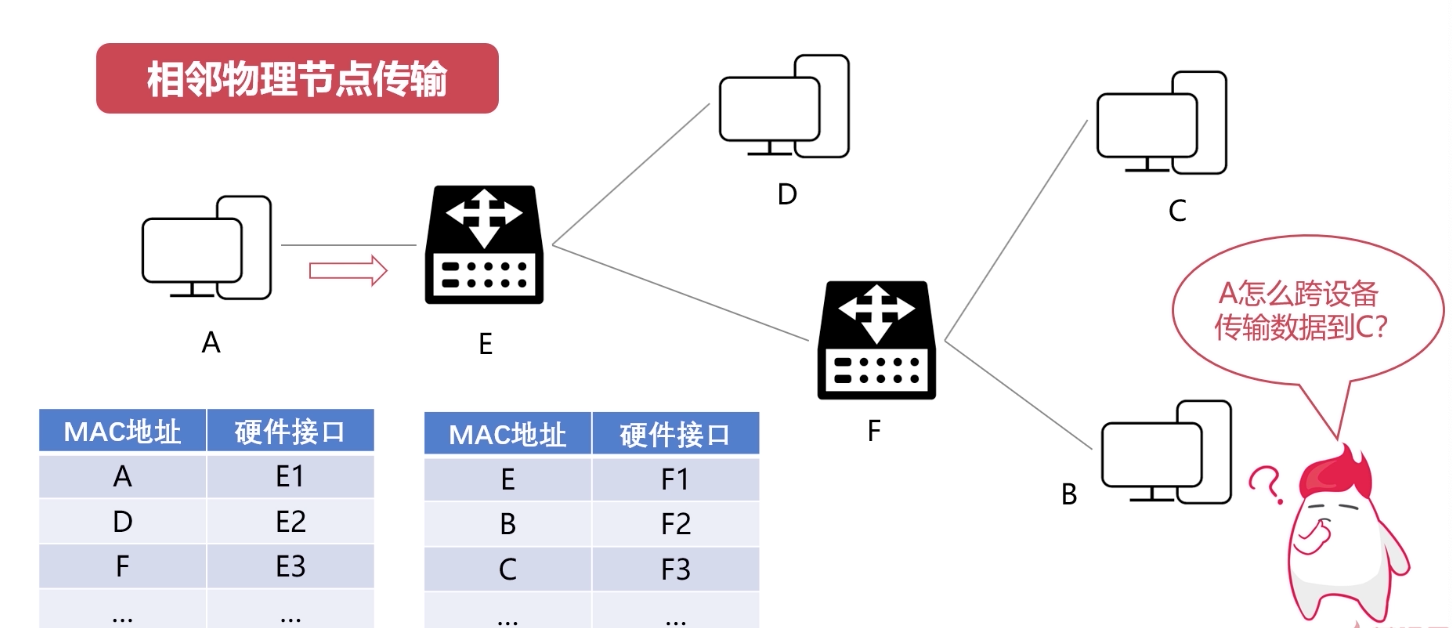 相邻物理节点传输
D
C
A怎么跨设备
传输数据到C?
A
E
F
B
MAC地址 硬件接口
A E1
D E2
F E3
... ...
MAC地址 硬件接口
E F1
B F2
C F3
... ...
?